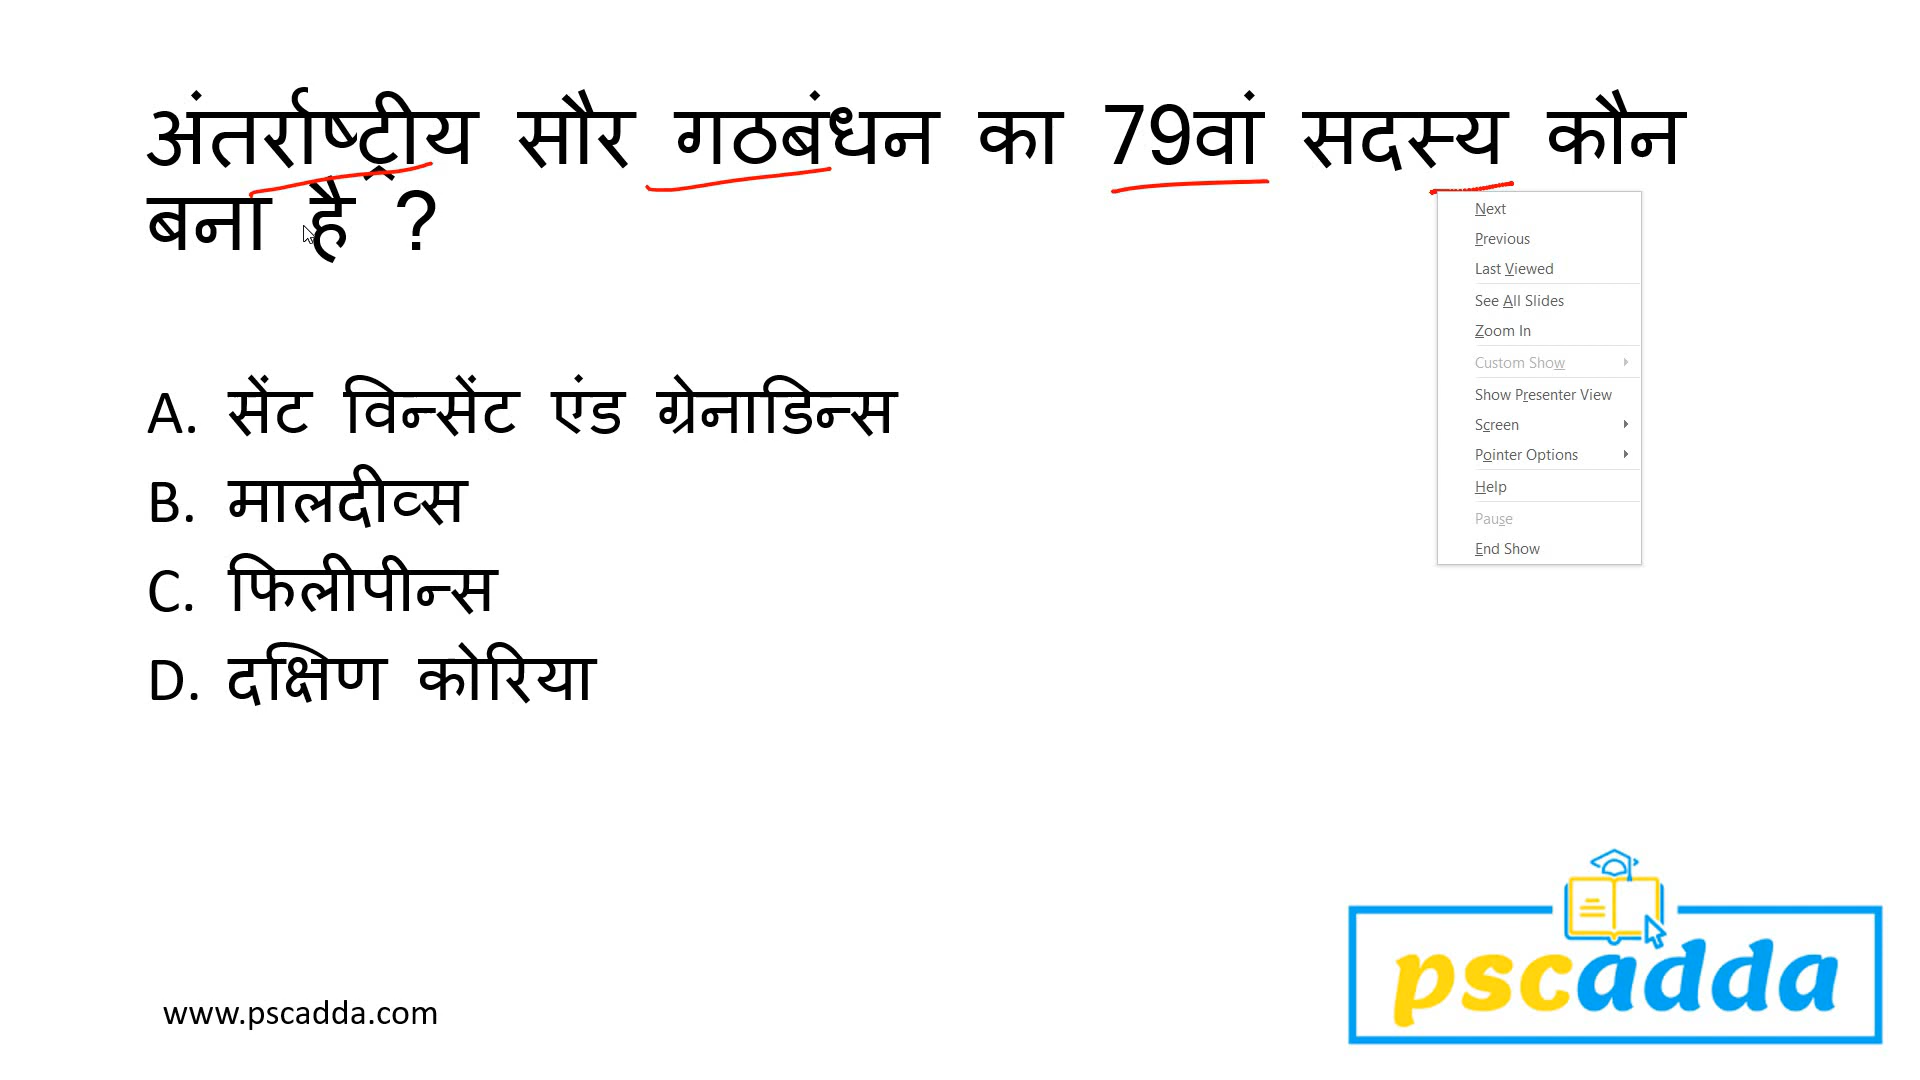 अंतर्राष्ट्रीय सौर गठबंधन का 79वां सदस्य कौन
बना है ?
A. सेंट विन्सेंट एंड ग्रेनाडिन्स
B. मालदीव्स
C. फिलीपीन्स
D. दक्षिण कोरिया
Next
Previous
Last Viewed
See All Slides
Zoom In
Custom Show
Show Presenter View
Screen
Pointer Options
Help
Pause
End Show
pscadda
www.pscadda.com